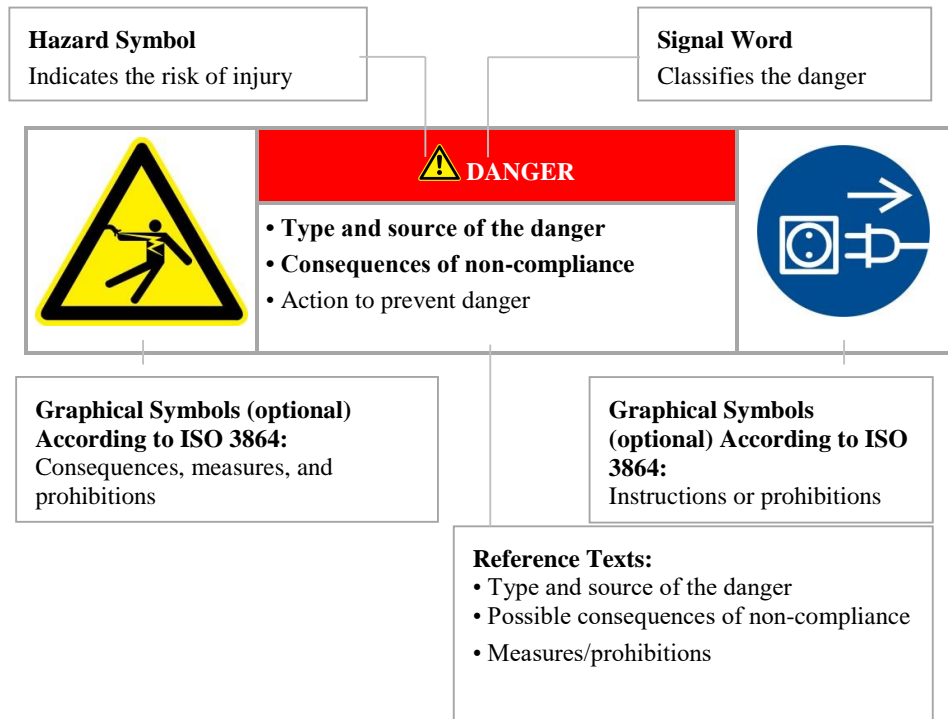 Hazard Symbol
Indicates the risk of injury
Signal Word
Classifies the danger
DANGER
• Type and source of the danger
• Consequences of non-compliance
• Action to prevent danger
Graphical Symbols (optional)
According to ISO 3864:
Consequences, measures, and
prohibitions
Graphical Symbols
(optional) According to ISO
3864:
Instructions or prohibitions
Reference Texts:
• Type and source of the danger
• Possible consequences of non-compliance
• Measures/prohibitions